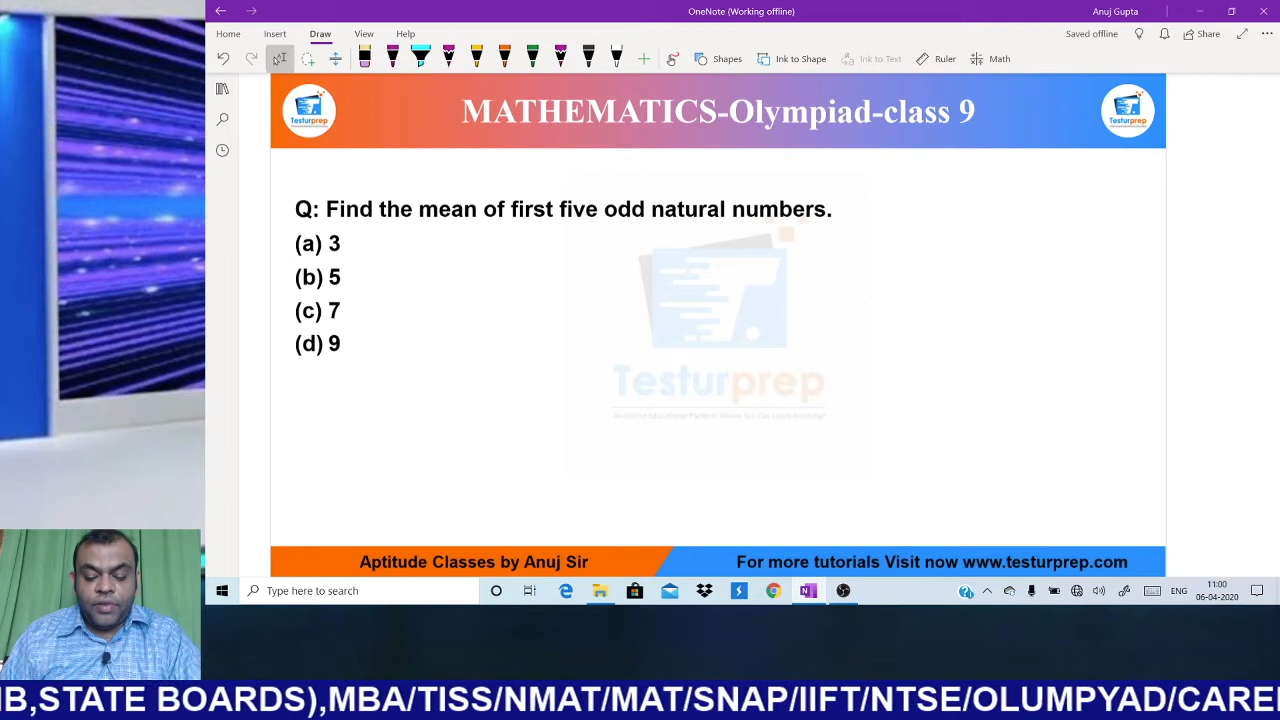 OneNote (Working offline)
Anuj Gupta
Home Insert Draw View Help
Saved offline
Share
Shapes
Ink to Shape
Ink to Text
Ruler
Math
Testurprep
MATHEMATICS-Olympiad-class 9
Testurprep
Q: Find the mean of first five odd natural numbers.
(a) 3
(b) 5
(c) 7
(d) 9
Testurprep
Aptitude Classes by Anuj Sir
For more tutorials Visit now www.testurprep.com
Type here to search
ENG
11:00
06-04-2020
IB,STATE BOARDS),MBA/TISS/NMAT/MAT/SNAP/IIFT/NTSE/OLUMPYAD/CAREE